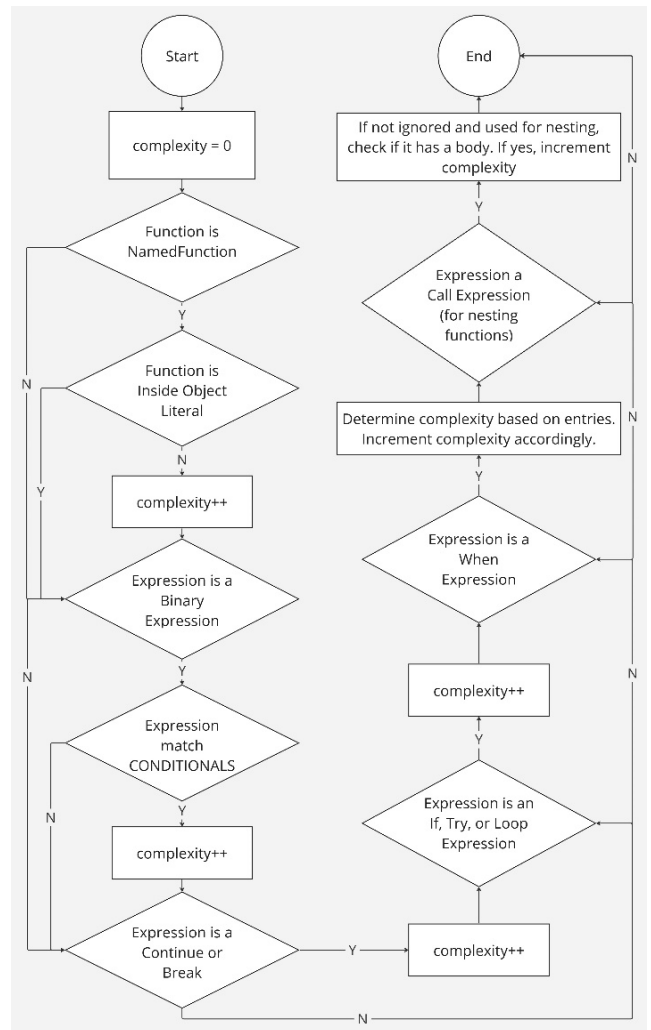 Start
complexity = 0
Function is
NamedFunction
Y
N
Function is
Inside Object
Literal
N
Y
complexity++
Expression is a
Binary
Expression
N
Y
Expression
match
CONDITIONALS
N
Y
complexity++
Expression is a
Continue or
Break
Y
N
complexity++
Expression is an
If, Try, or Loop
Expression
Y
N
complexity++
Expression is a
When
Expression
Y
N
Determine complexity based on entries.
Increment complexity accordingly.
Expression a
Call Expression
(for nesting
functions)
Y
N
If not ignored and used for nesting,
check if it has a body. If yes, increment
complexity
End